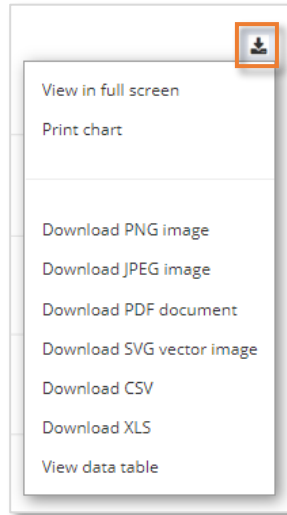 View in full screen
Print chart
Download PNG image
Download JPEG image
Download PDF document
Download SVG vector image
Download CSV
Download XLS
View data table